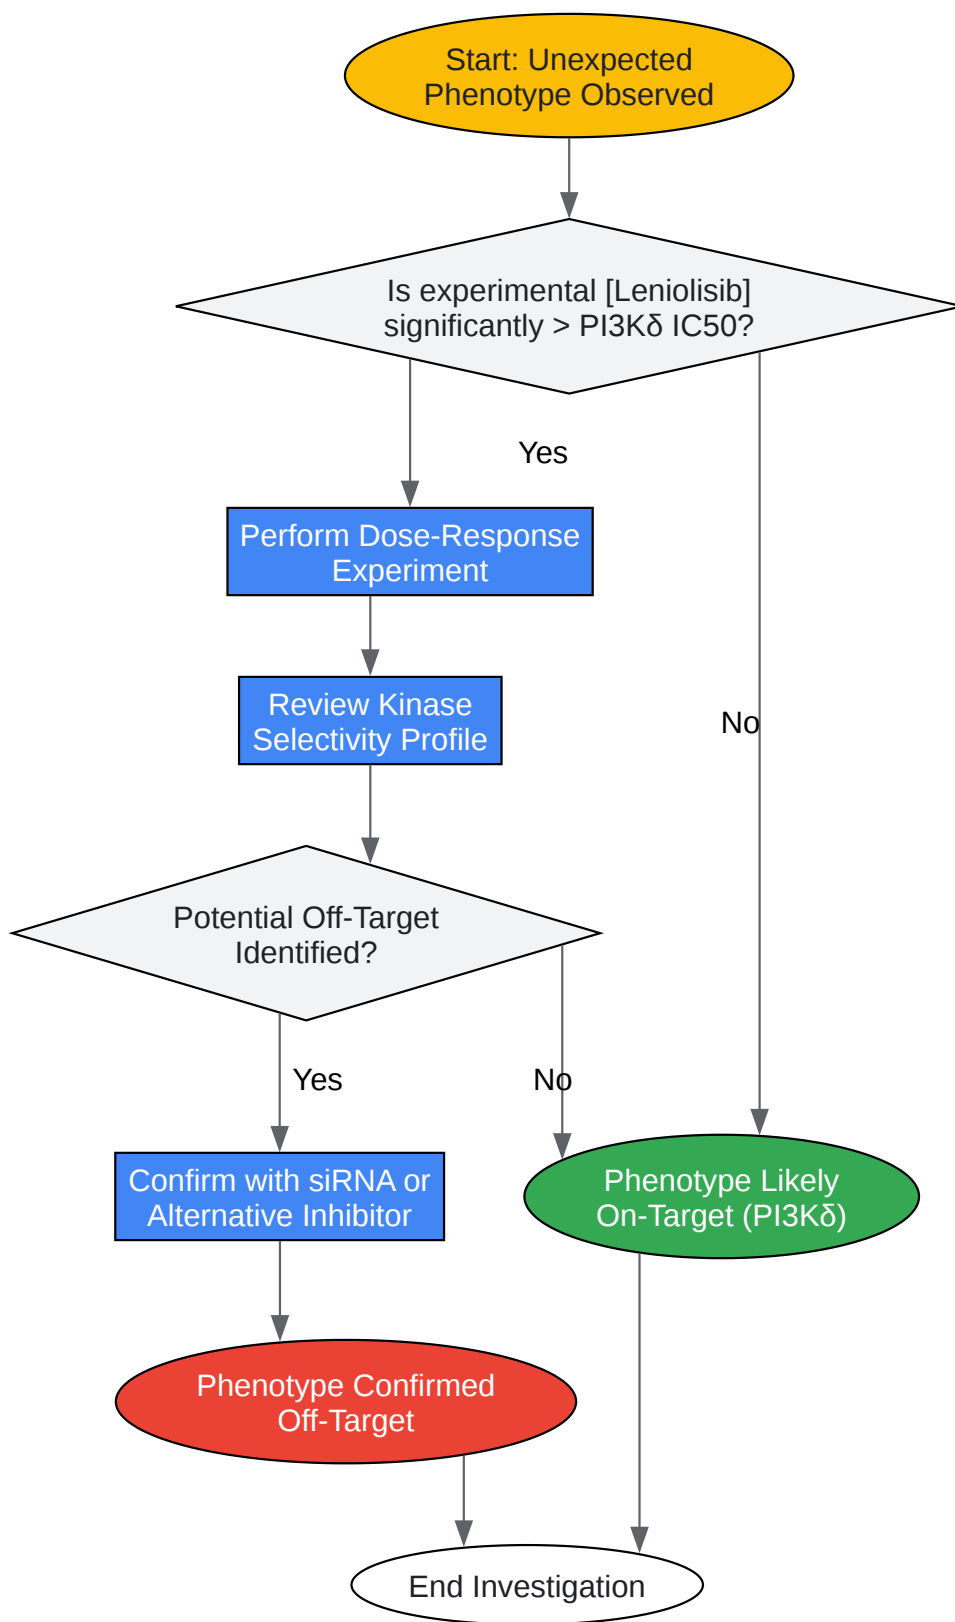 Start: Unexpected
Phenotype Observed
Is experimental [Leniolisib]
significantly > PI3Kδ IC50?
Yes
Perform Dose-Response
Experiment
Review Kinase
Selectivity Profile
No
Potential Off-Target
Identified?
Yes
No
Confirm with siRNA or
Alternative Inhibitor
Phenotype Likely
On-Target (PI3Kδ)
Phenotype Confirmed
Off-Target
End Investigation